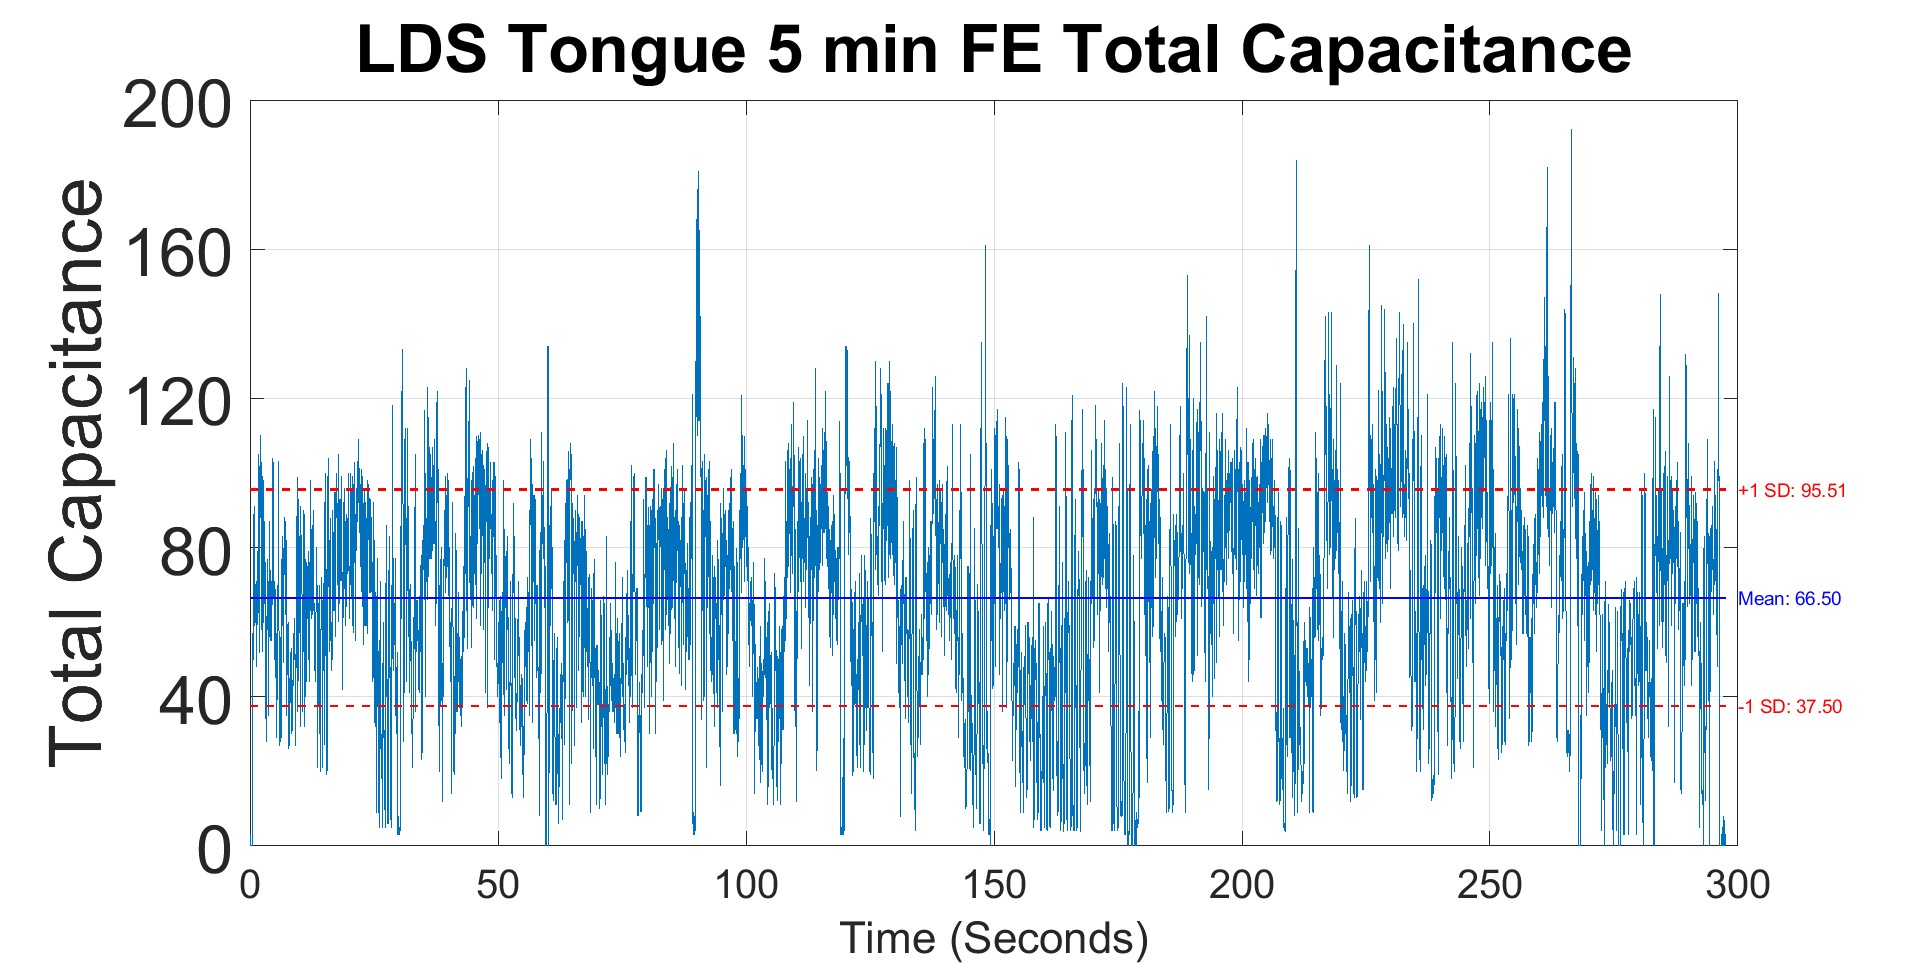 LDS Tongue 5 min FE Total Capacitance
Total Capacitance
200
160
120
80
40
0
+1 SD: 95.51
Mean: 66.50
-1 SD: 37.50
0 50 100 150 200 250 300
Time (Seconds)